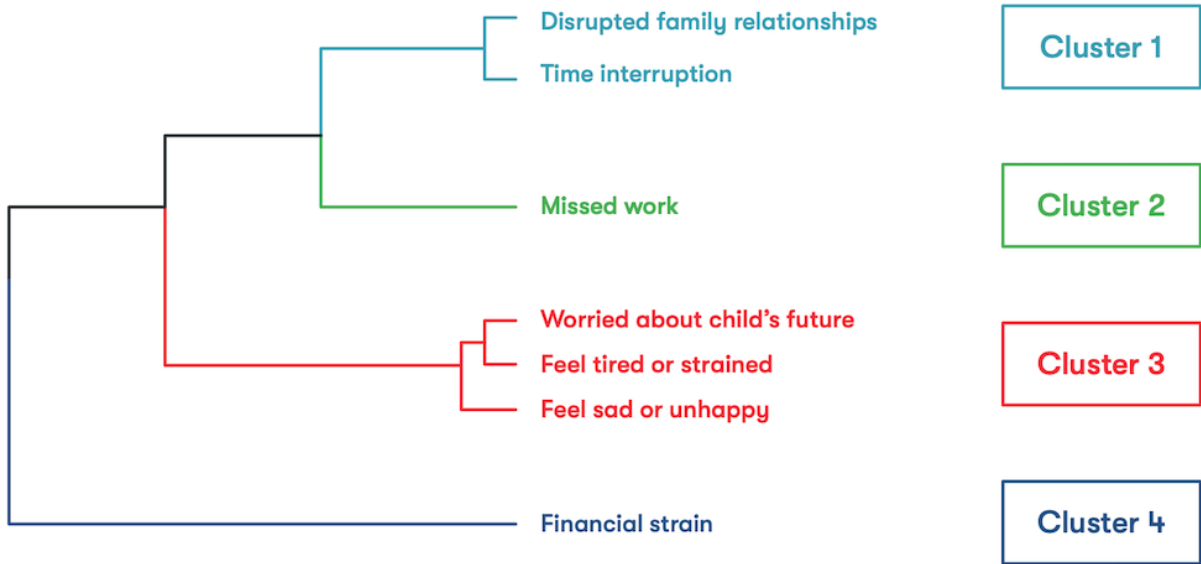 Disrupted family relationships
Cluster 1
Time interruption
Missed work
Cluster 2
Worried about child’s future
Feel tired or strained
Cluster 3
Feel sad or unhappy
Financial strain
Cluster 4